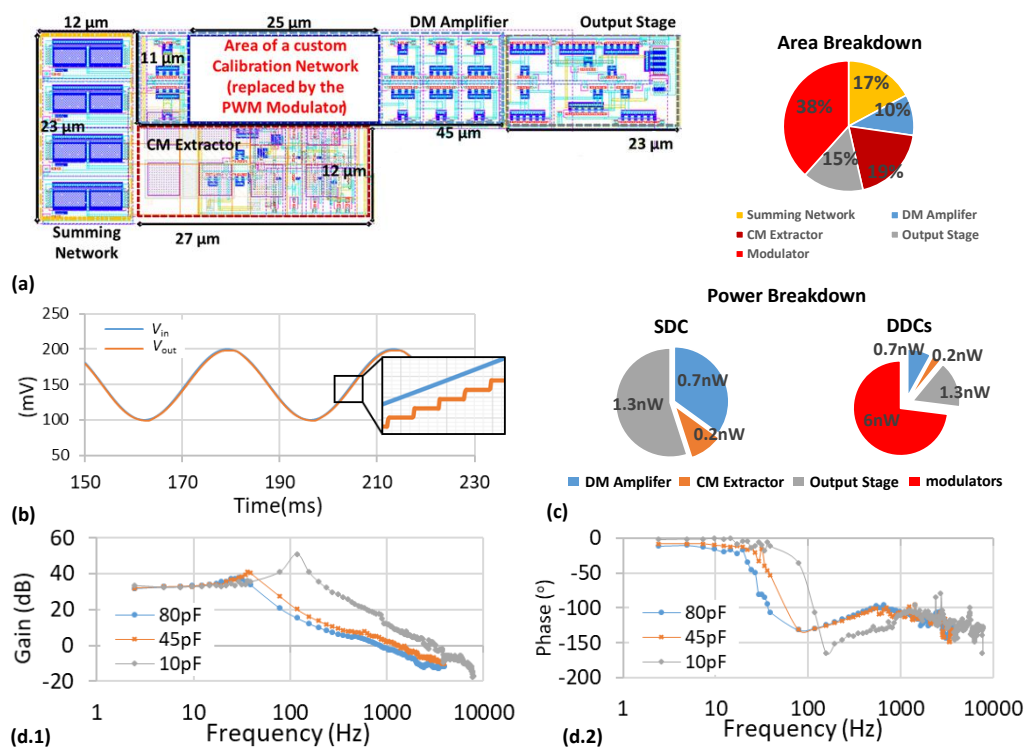 12 µm
25 µm
DM Amplifier
Output Stage
11 µm
Area of a custom
Calibration Network
(replaced by the
PWM Modulator)
23 µm
CM Extractor
12 µm
45 µm
23 µm
Summing
Network
27 µm
(a)
Area Breakdown
17%
10%
19%
15%
38%
Summing Network
DM Amplifer
CM Extractor
Output Stage
Modulator
250
200
150
100
50
(mV)
Vin
Vout
150
170
190
210
230
Time(ms)
(b)
Power Breakdown
SDC
DDCs
0.7nW
0.2nW
1.3nW
0.7nW
0.2nW
1.3nW
6nW
DM Amplifer
CM Extractor
Output Stage
modulators
(c)
60
40
20
0
-20
Gain (dB)
80pF
45pF
10pF
1
10
100
1000
10000
Frequency (Hz)
(d.1)
0
-50
-100
-150
-200
Phase (°)
80pF
45pF
10pF
1
10
100
1000
10000
Frequency (Hz)
(d.2)